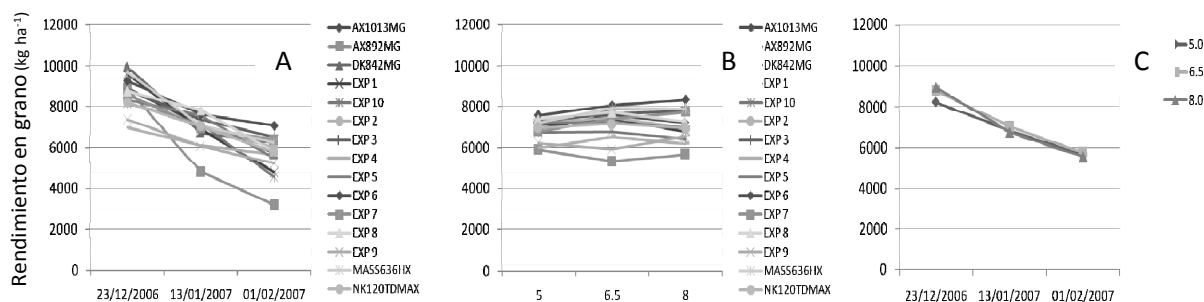 Rendimiento en grano (kg ha⁻¹)
12000
10000
8000
6000
4000
2000
0
A
23/12/2006 13/01/2007 01/02/2007
AX1013MG
AX892MG
DK842MG
EXP 1
EXP 10
EXP 2
EXP 3
EXP 4
EXP 5
EXP 6
EXP 7
EXP 8
EXP 9
MASS636HX
NK120TDMAX
12000
10000
8000
6000
4000
2000
0
B
5 6.5 8
AX1013MG
AX892MG
DK842MG
EXP 1
EXP 10
EXP 2
EXP 3
EXP 4
EXP 5
EXP 6
EXP 7
EXP 8
EXP 9
MASS636HX
NK120TDMAX
12000
10000
8000
6000
4000
2000
0
C
23/12/2006 13/01/2007 01/02/2007
5.0
6.5
8.0